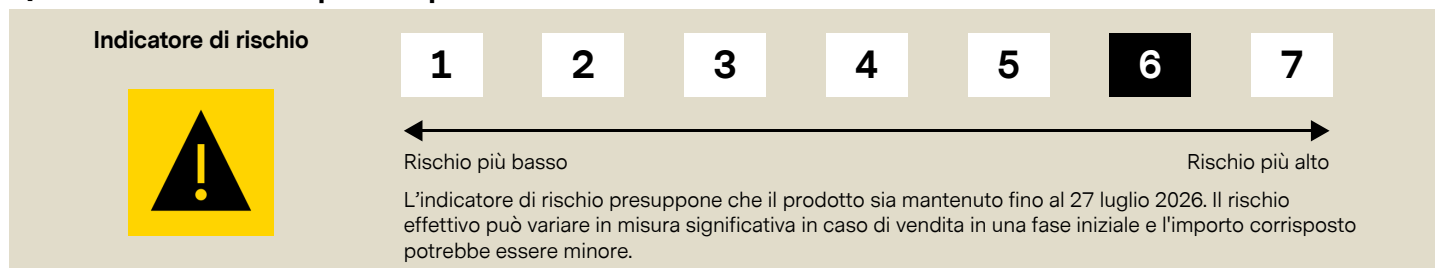 Indicatore di rischio
1 2 3 4 5 6 7
Rischio più basso Rischio più alto
L'indicatore di rischio presuppone che il prodotto sia mantenuto fino al 27 luglio 2026. Il rischio
effettivo può variare in misura significativa in caso di vendita in una fase iniziale e l'importo corrisposto
potrebbe essere minore.